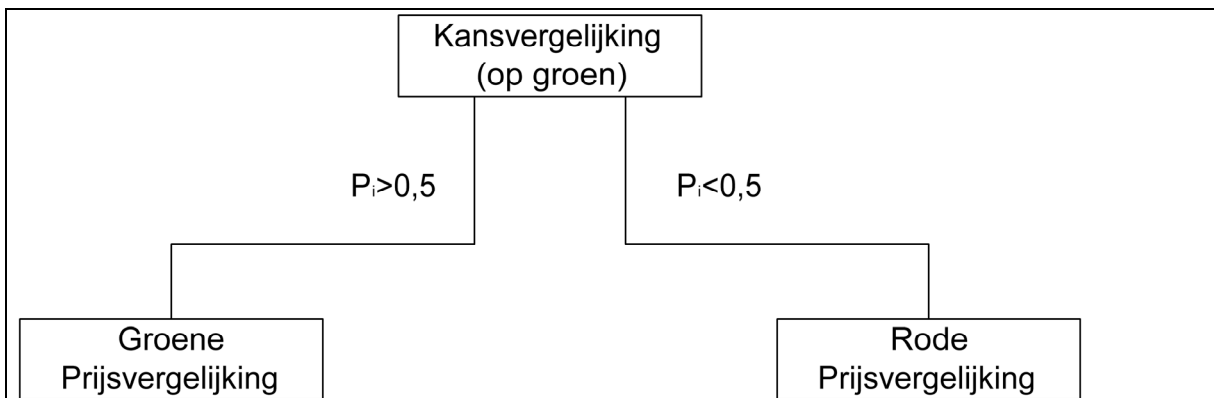 Kansvergelijking
(op groen)
Pᵢ>0,5
Pᵢ<0,5
Groene
Prijsvergelijking
Rode
Prijsvergelijking